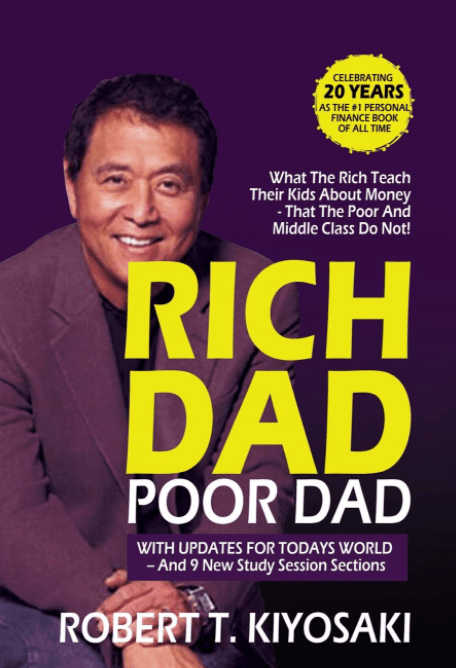 CELEBRATING
20 YEARS
AS THE #1 PERSONAL
FINANCE BOOK
OF ALL TIME
What The Rich Teach
Their Kids About Money
- That The Poor And
Middle Class Do Not!
RICH
DAD
POOR DAD
WITH UPDATES FOR TODAYS WORLD
– And 9 New Study Session Sections
ROBERT T. KIYOSAKI